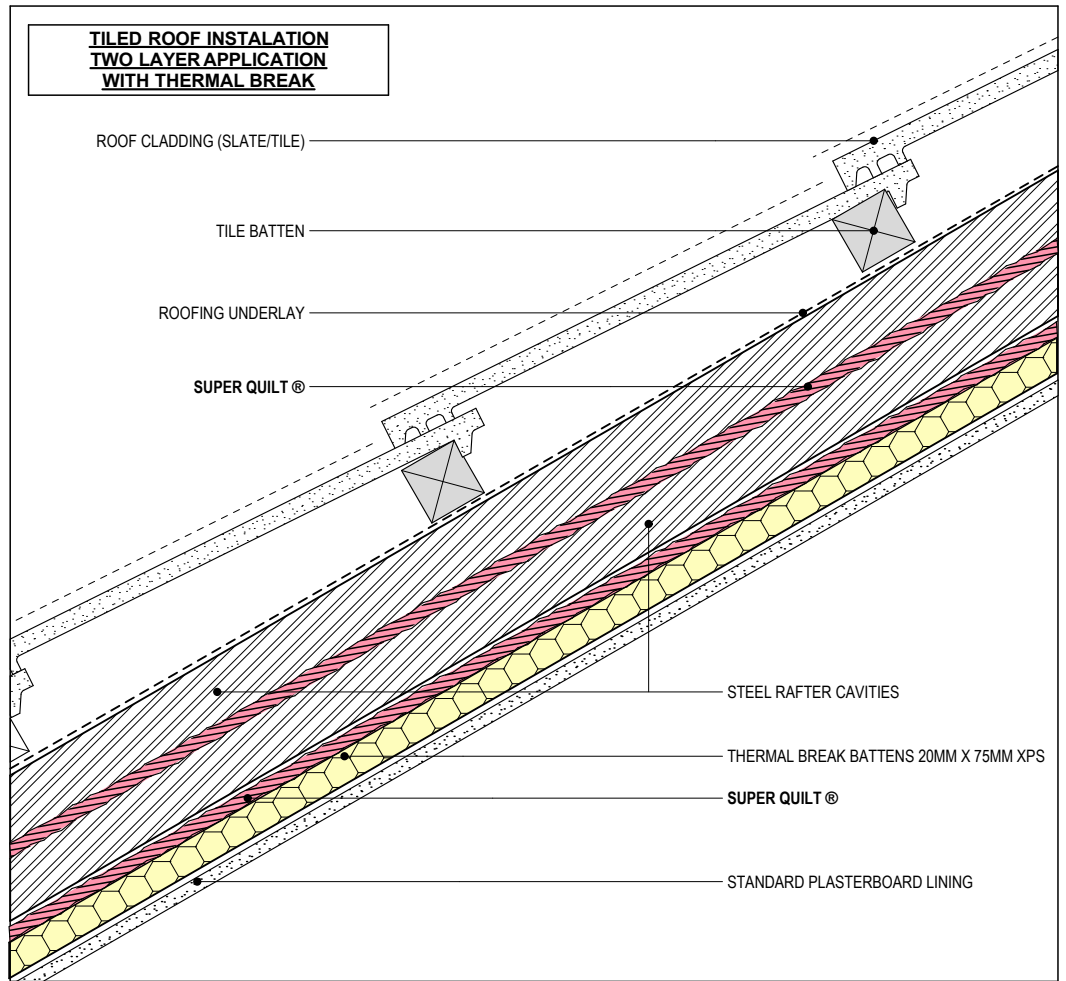 TILED ROOF INSTALATION
TWO LAYER APPLICATION
WITH THERMAL BREAK
ROOF CLADDING (SLATE/TILE)
TILE BATTEN
ROOFING UNDERLAY
SUPER QUILT ®
STEEL RAFTER CAVITIES
THERMAL BREAK BATTENS 20MM X 75MM XPS
SUPER QUILT ®
STANDARD PLASTERBOARD LINING